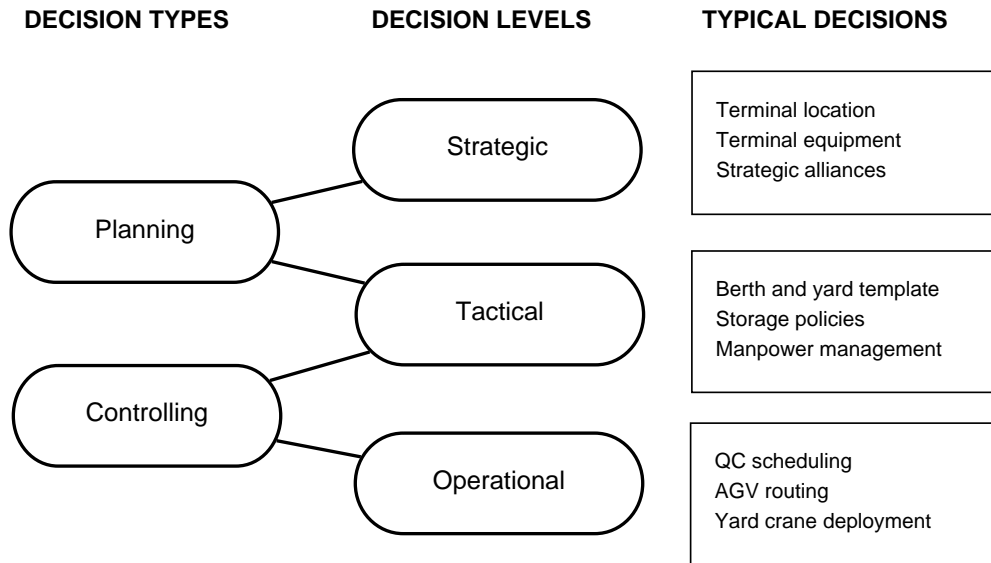 DECISION TYPES
DECISION LEVELS
TYPICAL DECISIONS
Strategic
Terminal location
Terminal equipment
Strategic alliances
Planning
Tactical
Berth and yard template
Storage policies
Manpower management
Controlling
Operational
QC scheduling
AGV routing
Yard crane deployment